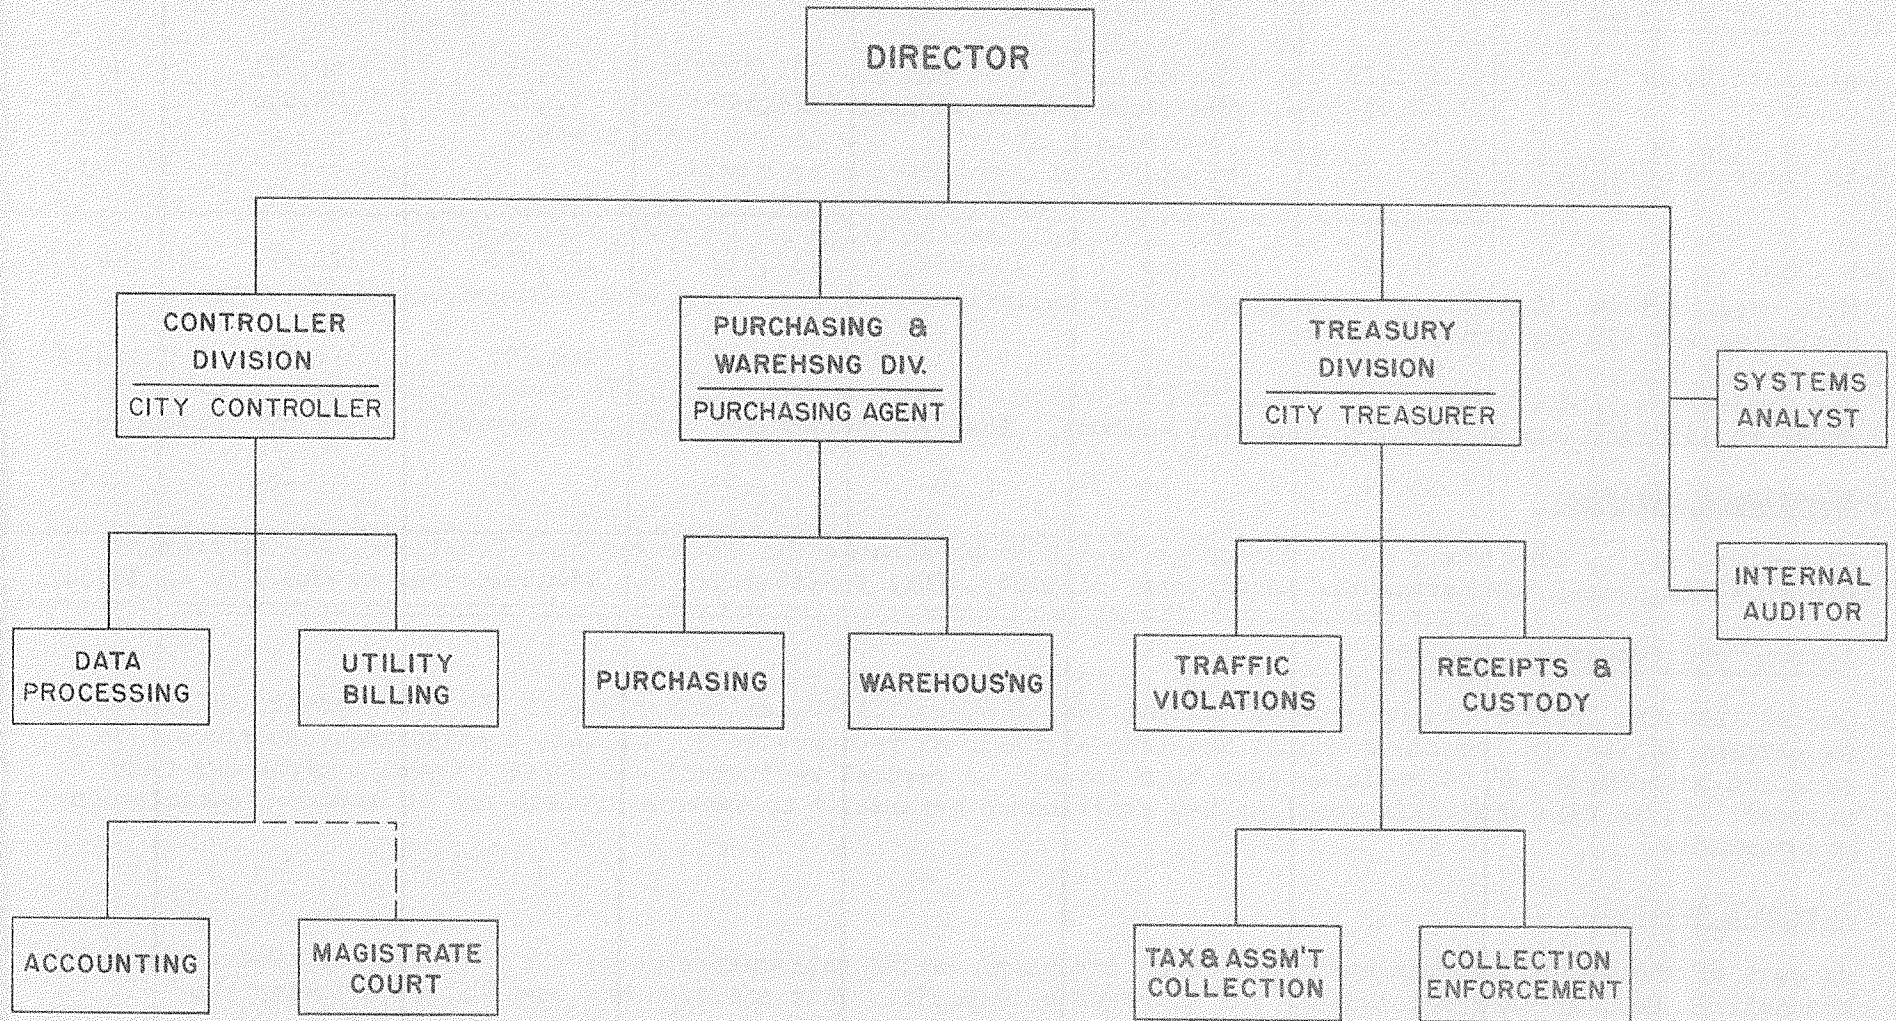 DIRECTOR
CONTROLLER
DIVISION
CITY CONTROLLER
PURCHASING &
WAREHSNG DIV.
PURCHASING AGENT
TREASURY
DIVISION
CITY TREASURER
SYSTEMS
ANALYST
INTERNAL
AUDITOR
DATA
PROCESSING
UTILITY
BILLING
PURCHASING
WAREHOUS'NG
TRAFFIC
VIOLATIONS
RECEIPTS &
CUSTODY
ACCOUNTING
MAGISTRATE
COURT
TAX & ASSM'T
COLLECTION
COLLECTION
ENFORCEMENT